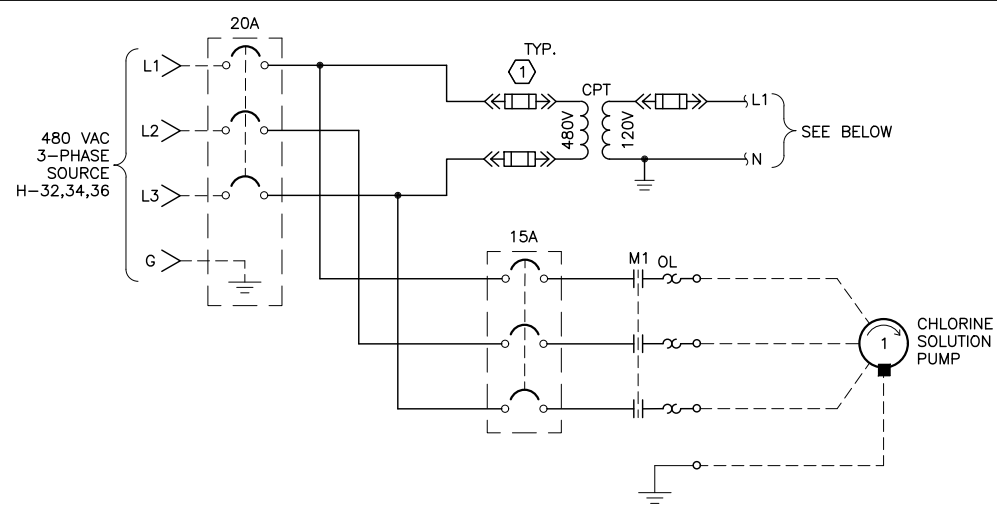 20A
TYP.
1
L1
L2
L3
G
480 VAC
3-PHASE
SOURCE
H-32,34,36
CPT
480V
120V
L1
N
SEE BELOW
15A
M1 OL
1
CHLORINE
SOLUTION
PUMP